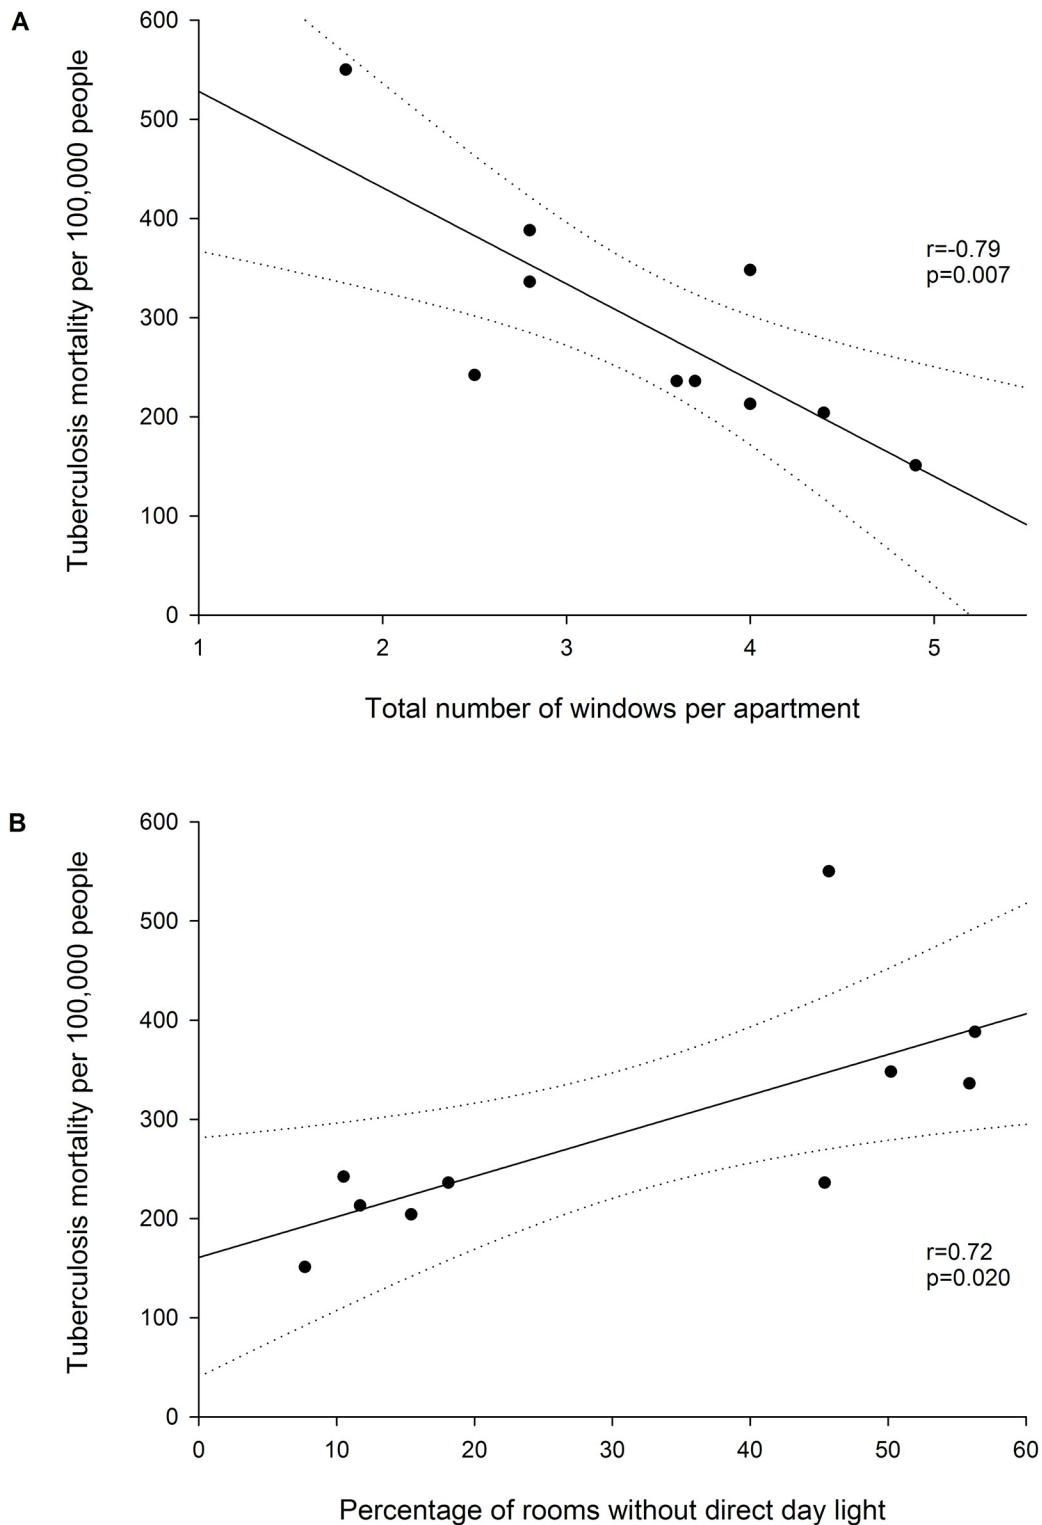 A
Tuberculosis mortality per 100,000 people
600
500
400
300
200
100
0
r=-0.79
p=0.007
1 2 3 4 5
Total number of windows per apartment
B
Tuberculosis mortality per 100,000 people
600
500
400
300
200
100
0
r=0.72
p=0.020
0 10 20 30 40 50 60
Percentage of rooms without direct day light